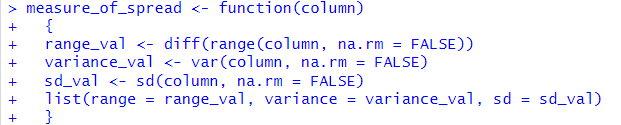 > measure_of_spread <- function(column)
+   {
+   range_val <- diff(range(column, na.rm = FALSE))
+   variance_val <- var(column, na.rm = FALSE)
+   sd_val <- sd(column, na.rm = FALSE)
+   list(range = range_val, variance = variance_val, sd = sd_val)
+   }